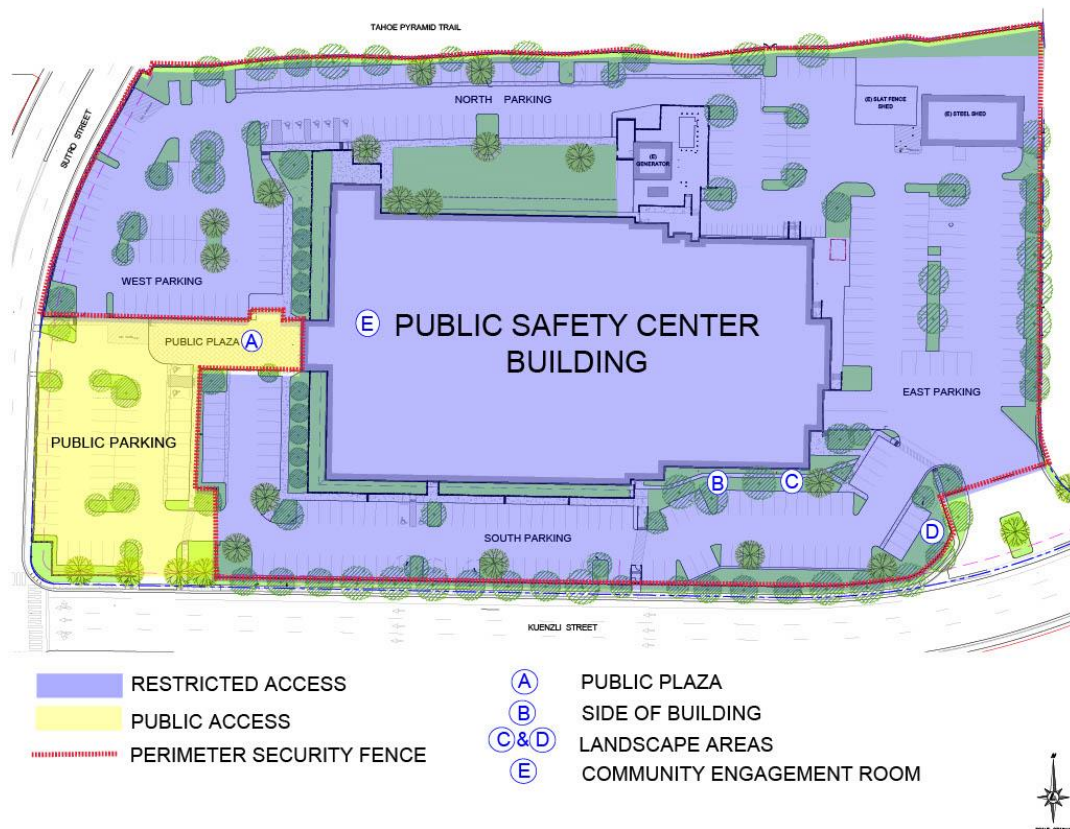 TAHOE PYRAMID TRAIL
SUTRO STREET
NORTH PARKING
(E) SLAT FENCE
SHED
(E) STEEL SHED
(E)
GENERATOR
WEST PARKING
PUBLIC PLAZA
A
E
PUBLIC SAFETY CENTER
BUILDING
EAST PARKING
PUBLIC PARKING
B
C
D
SOUTH PARKING
KUENZLI STREET
RESTRICTED ACCESS
PUBLIC ACCESS
PERIMETER SECURITY FENCE
A PUBLIC PLAZA
B SIDE OF BUILDING
C & D LANDSCAPE AREAS
E COMMUNITY ENGAGEMENT ROOM